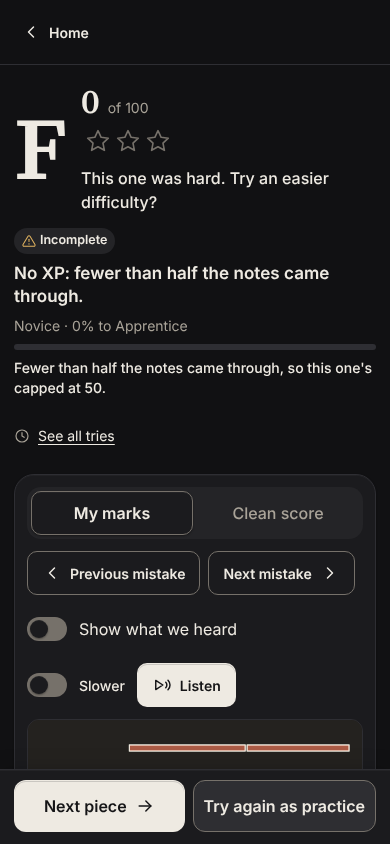 Home
F
0 of 100
This one was hard. Try an easier
difficulty?
Incomplete
No XP: fewer than half the notes came
through.
Novice · 0% to Apprentice
Fewer than half the notes came through, so this one's
capped at 50.
See all tries
My marks
Clean score
Previous mistake
Next mistake
Show what we heard
Slower
Listen
Next piece
Try again as practice